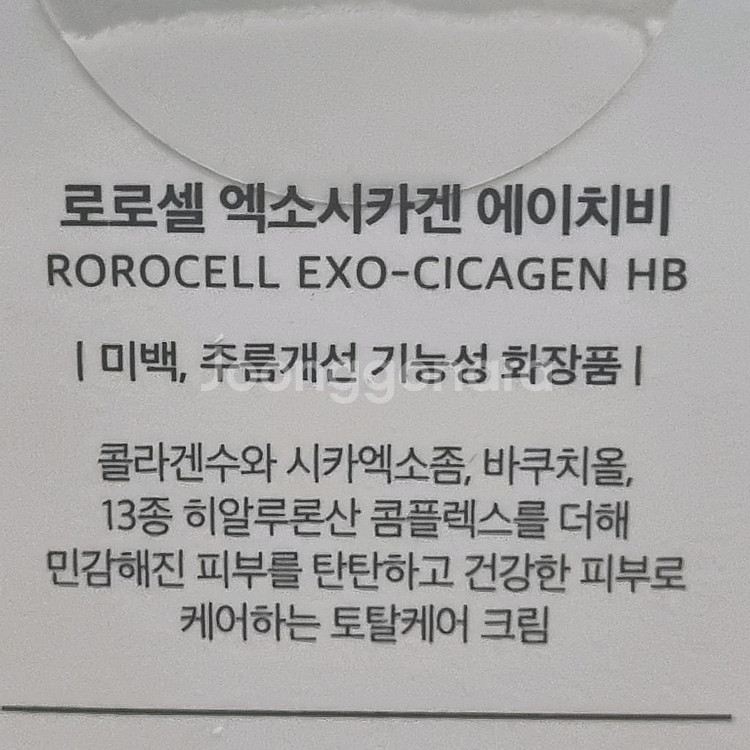 로로셀 엑소시카겐 에이치비
ROROCELL EXO-CICAGEN HB
| 미백, 주름개선 기능성 화장품 |
Joonggonara
콜라겐수와 시카엑소좀, 바쿠치올,
13종 히알루론산 콤플렉스를 더해
민감해진 피부를 탄탄하고 건강한 피부로
케어하는 토탈케어 크림